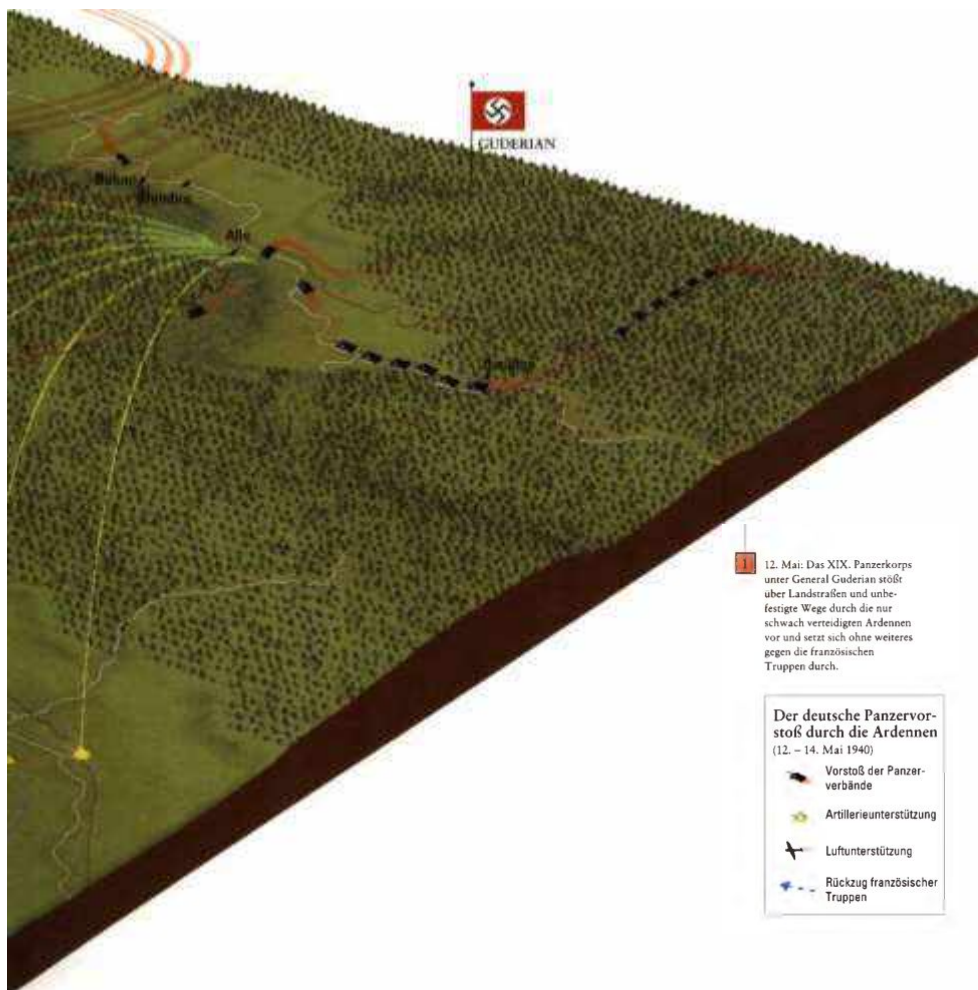 GUDERIAN
Alle
1
12. Mai: Das XIX. Panzerkorps
unter General Guderian stößt
über Landstraßen und unbe-
festigte Wege durch die nur
schwach verteidigten Ardennen
vor und setzt sich ohne weiteres
gegen die französischen
Truppen durch.
Der deutsche Panzervor-
stoß durch die Ardennen
(12. – 14. Mai 1940)
Vorstoß der Panzer-
verbände
Artillerieunterstützung
Luftunterstützung
Rückzug französischer
Truppen